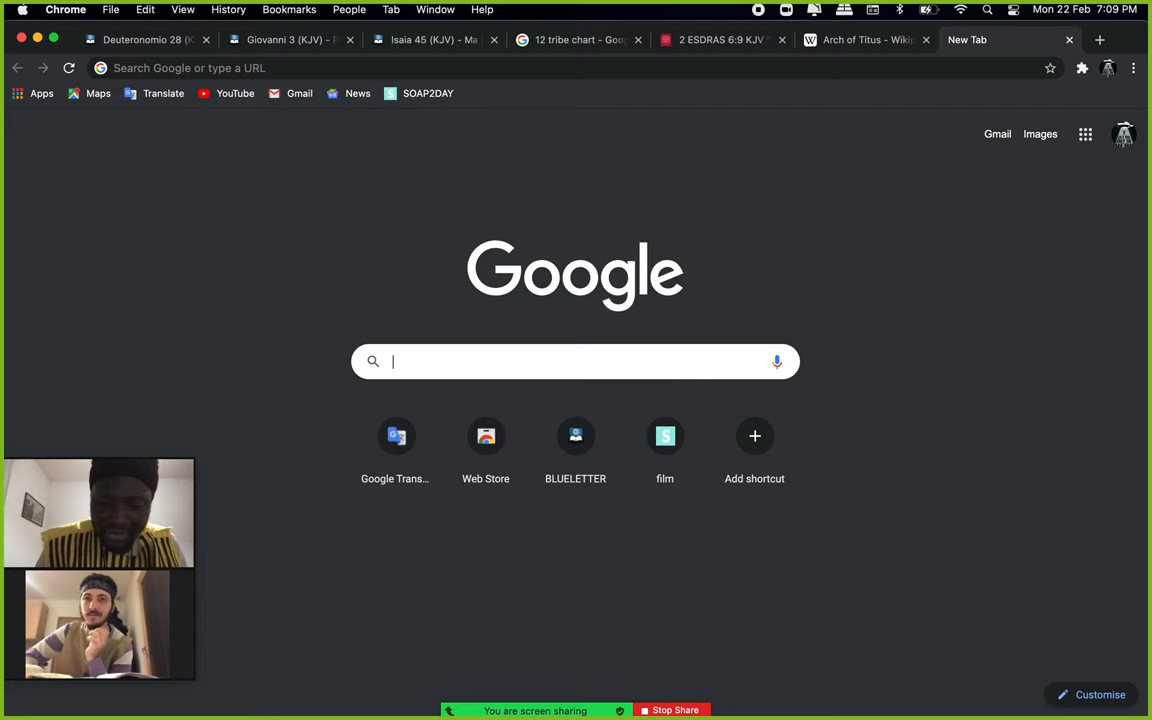 Chrome File Edit View History Bookmarks People Tab Window Help Mon 22 Feb 7:09 PM
Deuteronomio 28 (K Giovanni 3 (KJV) - P Isaia 45 (KJV) - Ma 12 tribe chart - Goog 2 ESDRAS 6:9 KJV Arch of Titus - Wikip New Tab
Search Google or type a URL
Apps Maps Translate YouTube Gmail News SOAP2DAY
Gmail Images
Google
Google Trans... Web Store BLUELETTER film Add shortcut
Customise
You are screen sharing Stop Share